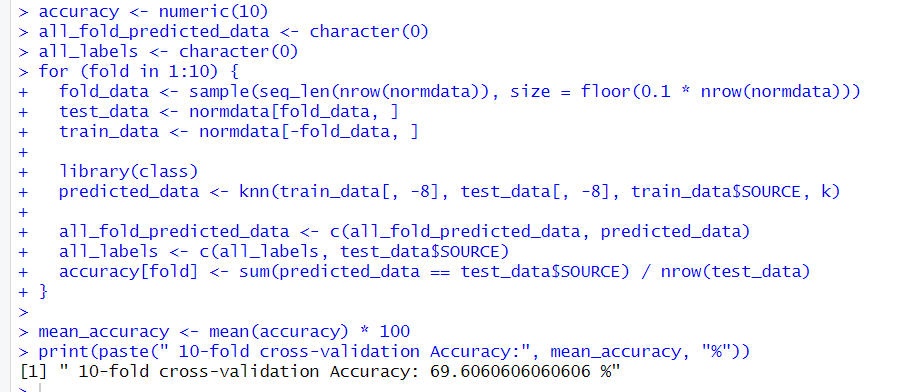 > accuracy <- numeric(10)
> all_fold_predicted_data <- character(0)
> all_labels <- character(0)
> for (fold in 1:10) {
+   fold_data <- sample(seq_len(nrow(normdata)), size = floor(0.1 * nrow(normdata)))
+   test_data <- normdata[fold_data, ]
+   train_data <- normdata[-fold_data, ]
+
+   library(class)
+   predicted_data <- knn(train_data[, -8], test_data[, -8], train_data$SOURCE, k)
+
+   all_fold_predicted_data <- c(all_fold_predicted_data, predicted_data)
+   all_labels <- c(all_labels, test_data$SOURCE)
+   accuracy[fold] <- sum(predicted_data == test_data$SOURCE) / nrow(test_data)
+ }
>
> mean_accuracy <- mean(accuracy) * 100
> print(paste(" 10-fold cross-validation Accuracy:", mean_accuracy, "%"))
[1] " 10-fold cross-validation Accuracy: 69.6060606060606 %"
>